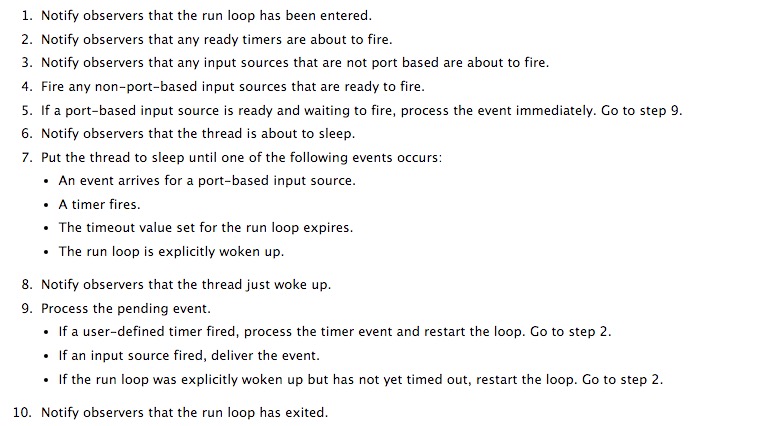 1. Notify observers that the run loop has been entered.
2. Notify observers that any ready timers are about to fire.
3. Notify observers that any input sources that are not port based are about to fire.
4. Fire any non-port-based input sources that are ready to fire.
5. If a port-based input source is ready and waiting to fire, process the event immediately. Go to step 9.
6. Notify observers that the thread is about to sleep.
7. Put the thread to sleep until one of the following events occurs:
• An event arrives for a port-based input source.
• A timer fires.
• The timeout value set for the run loop expires.
• The run loop is explicitly woken up.
8. Notify observers that the thread just woke up.
9. Process the pending event.
• If a user-defined timer fired, process the timer event and restart the loop. Go to step 2.
• If an input source fired, deliver the event.
• If the run loop was explicitly woken up but has not yet timed out, restart the loop. Go to step 2.
10. Notify observers that the run loop has exited.